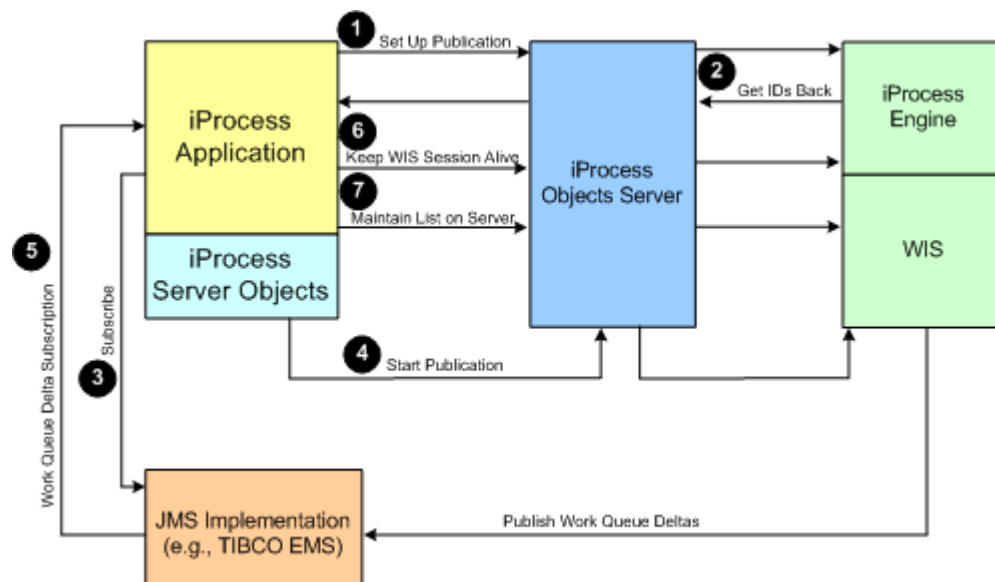 1
Set Up Publication
2
Get IDs Back
iProcess
Application
iProcess
Engine
6
Keep WIS Session Alive
iProcess
Objects Server
7
Maintain List on Server
WIS
5
iProcess
Server Objects
Work Queue Delta Subscription
Subscribe
3
4
Start Publication
JMS Implementation
(e.g., TIBCO EMS)
Publish Work Queue Deltas